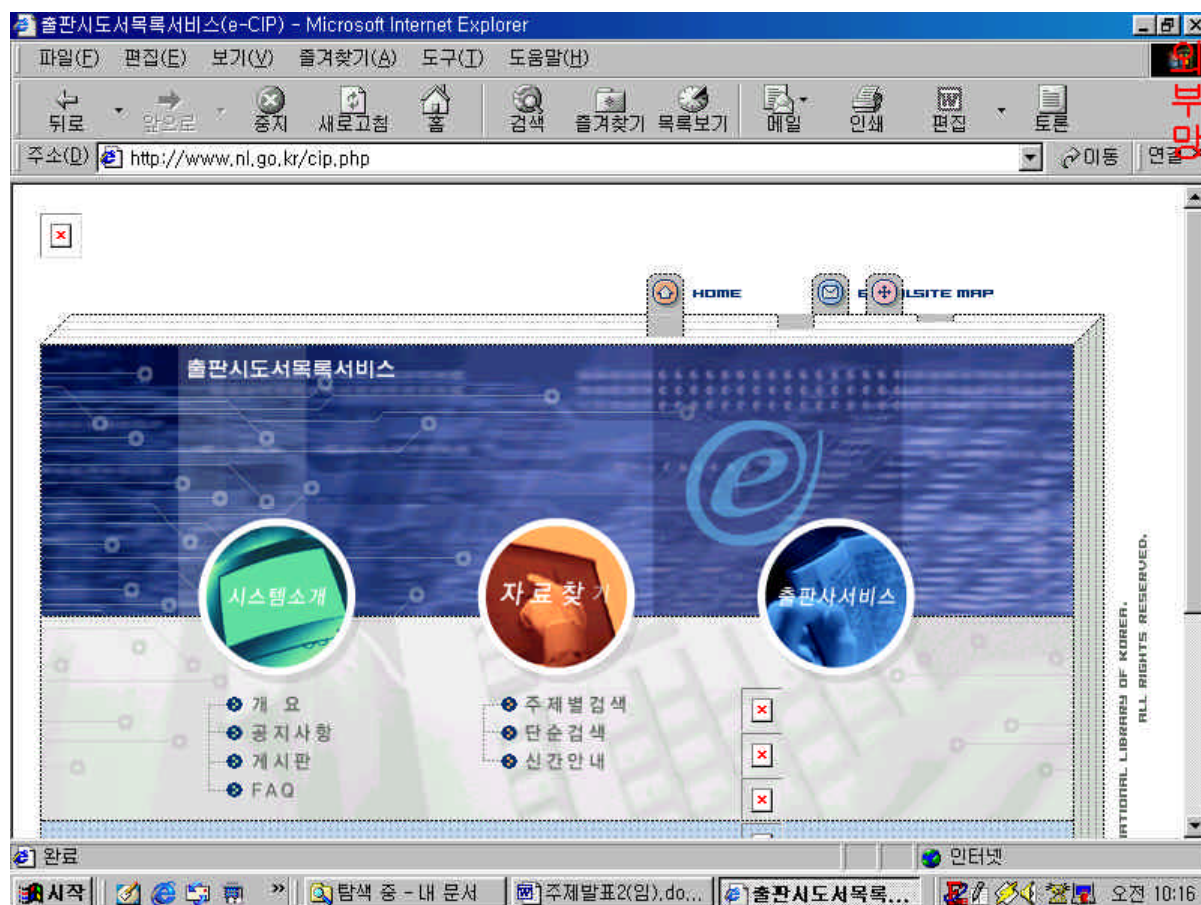 출판시도서목록서비스(e-CIP) - Microsoft Internet Explorer
파일(F) 편집(E) 보기(V) 즐겨찾기(A) 도구(T) 도움말(H)
외부망
뒤로 앞으로 중지 새로고침 홈 검색 즐겨찾기 목록보기 메일 인쇄 편집 토론
주소(D) http://www.nl.go.kr/cip.php 이동 연결
HOME SITE MAP
출판시도서목록서비스
시스템소개 자료찾기 출판사서비스
개 요 주제별검색
공지사항 단순검색
게시판 신간안내
FAQ
NATIONAL LIBRARY OF KOREA.
ALL RIGHTS RESERVED.
완료 인터넷
시작 » 탐색 중 - 내 문서 주제발표2(임).do... 출판시도서목록... 오전 10:16